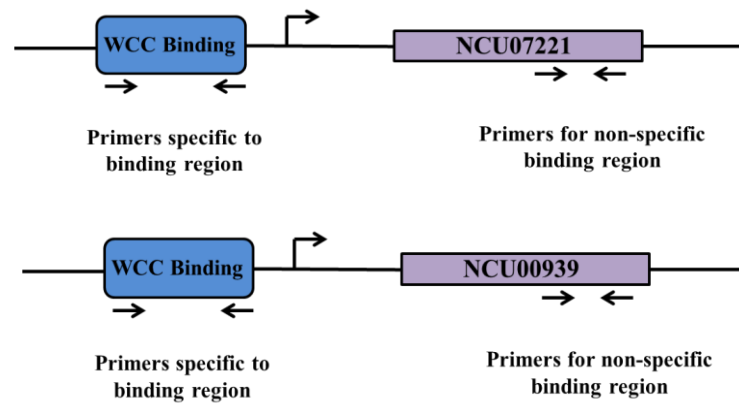 WCC Binding
NCU07221
Primers specific to
binding region
Primers for non-specific
binding region
WCC Binding
NCU00939
Primers specific to
binding region
Primers for non-specific
binding region